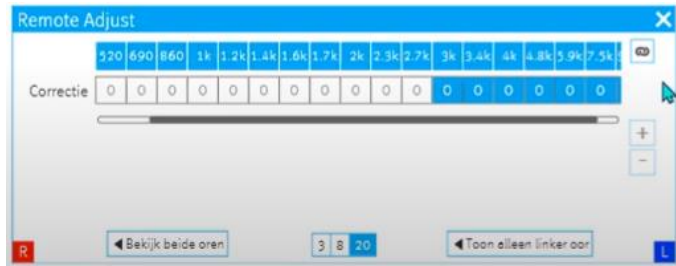 Remote Adjust
520 690 860 1k 1.2k 1.4k 1.6k 1.7k 2k 2.3k 2.7k 3k 3.4k 4k 4.8k 5.9k 7.5k
Correctie 0 0 0 0 0 0 0 0 0 0 0 0 0 0 0 0 0
+
-
R ◀ Bekijk beide oren 3 8 20 ◀ Toon alleen linker oor L